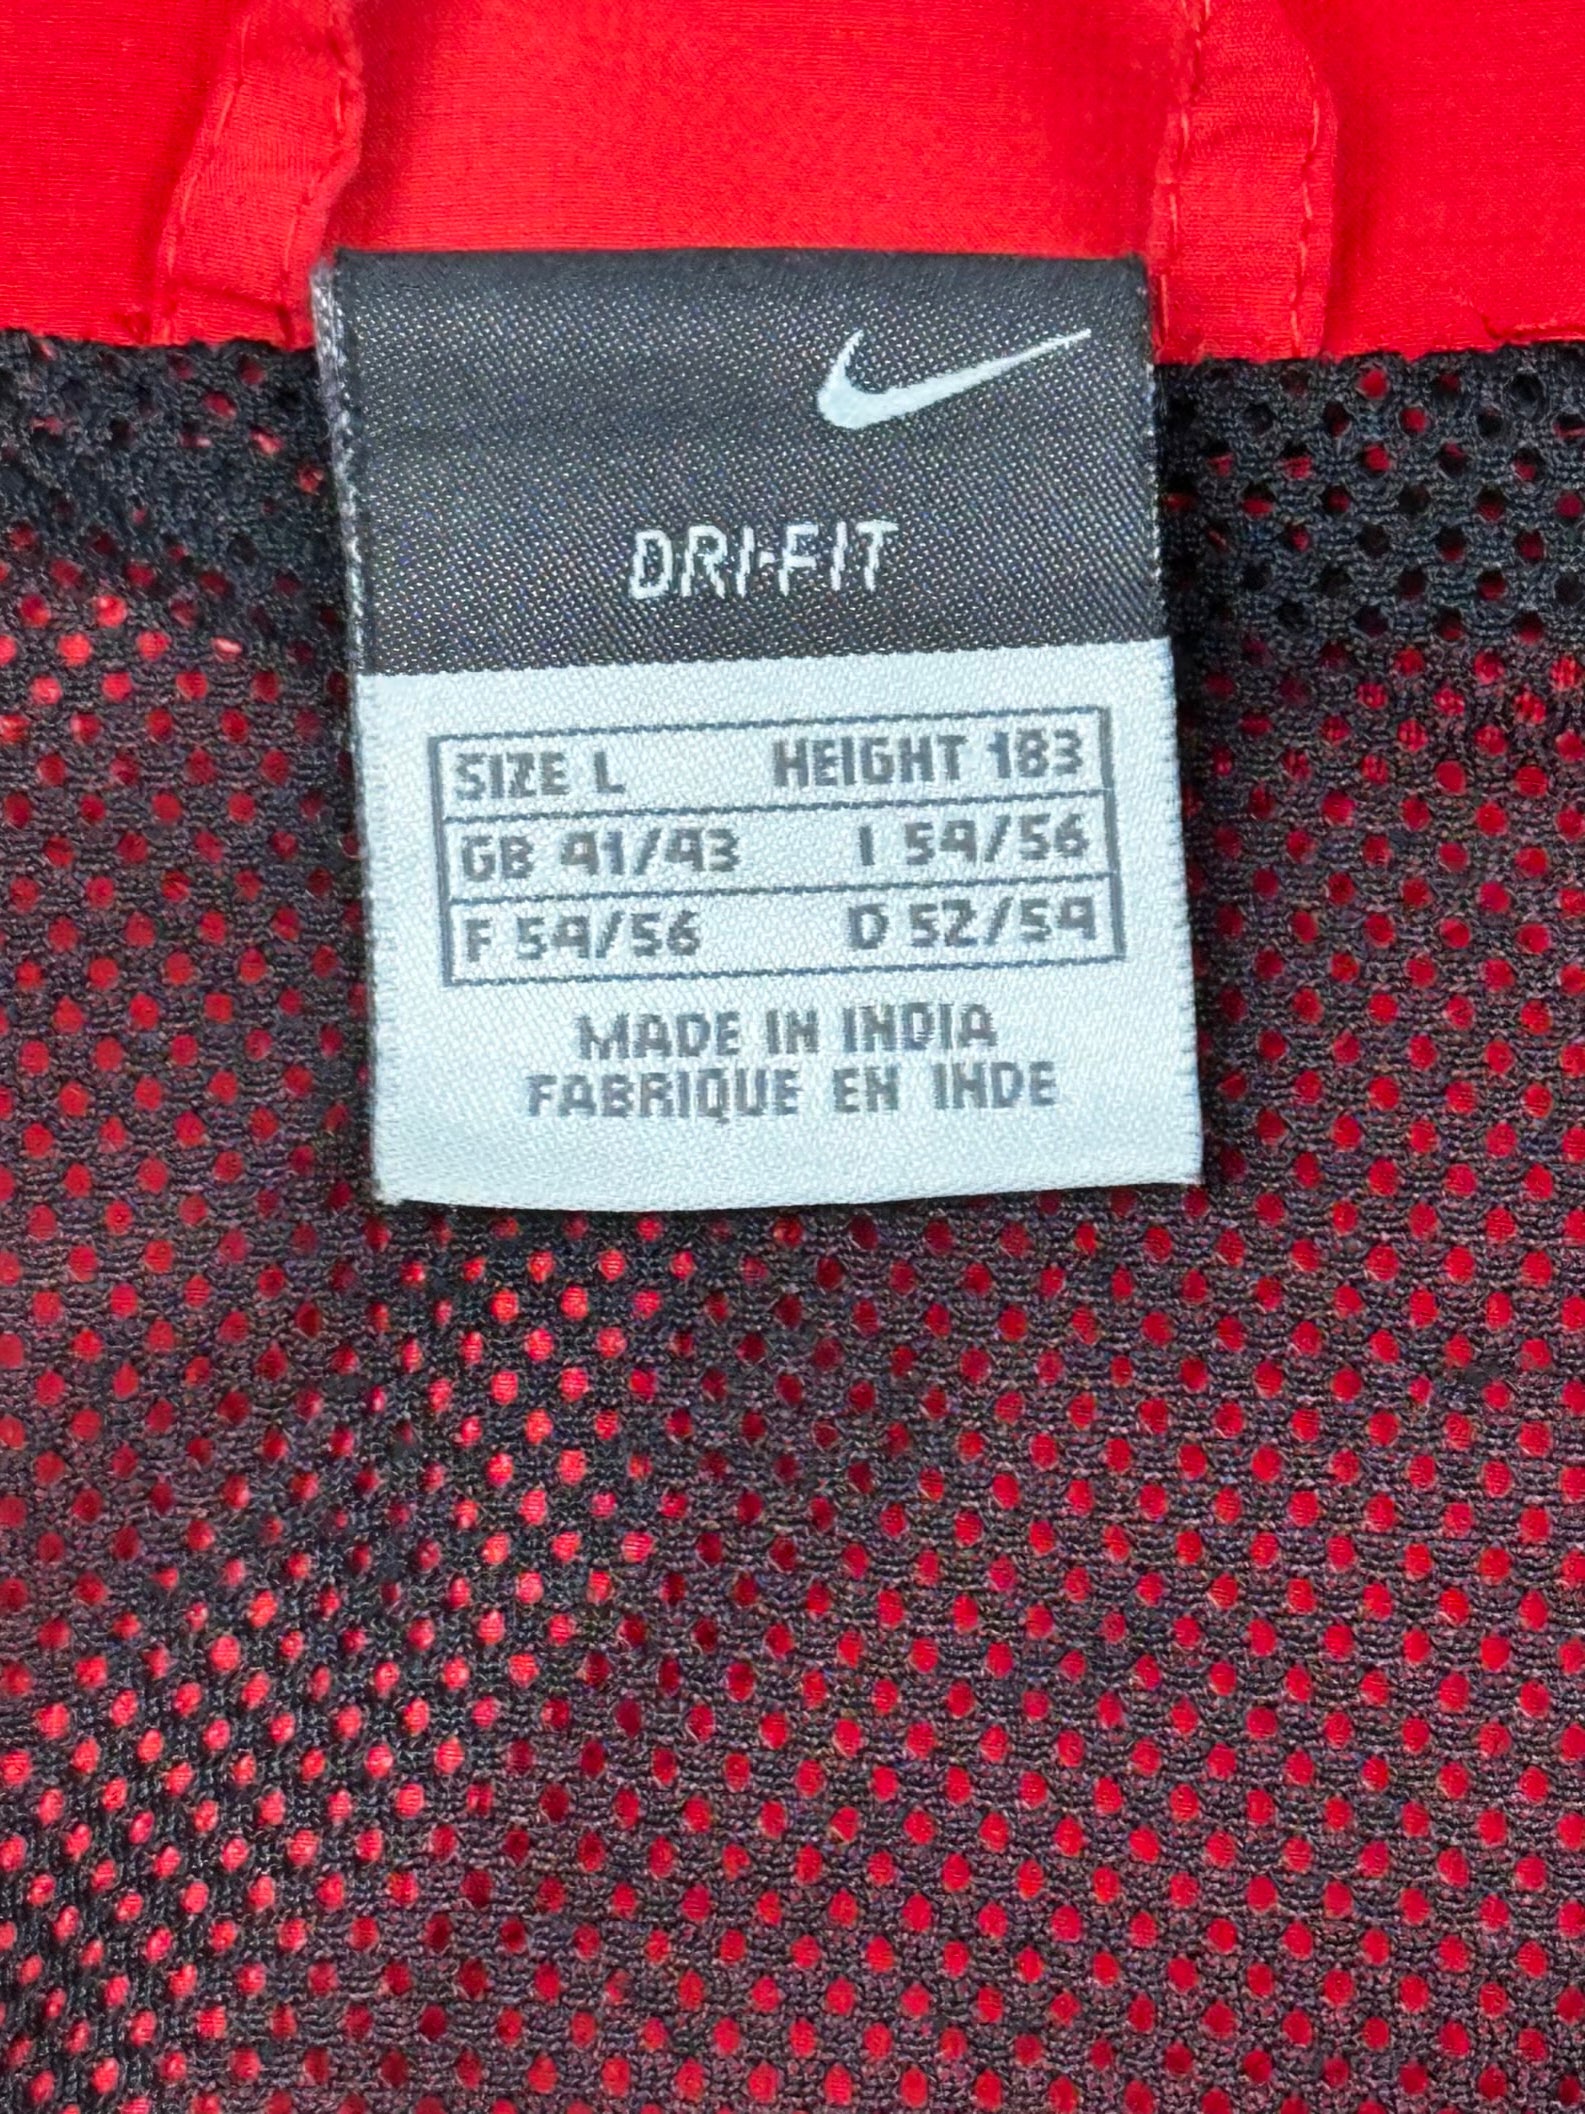 DRI-FIT
SIZE L HEIGHT 183
GB 41/43 I 54/56
F 54/56 D 52/54
MADE IN INDIA
FABRIQUE EN INDE